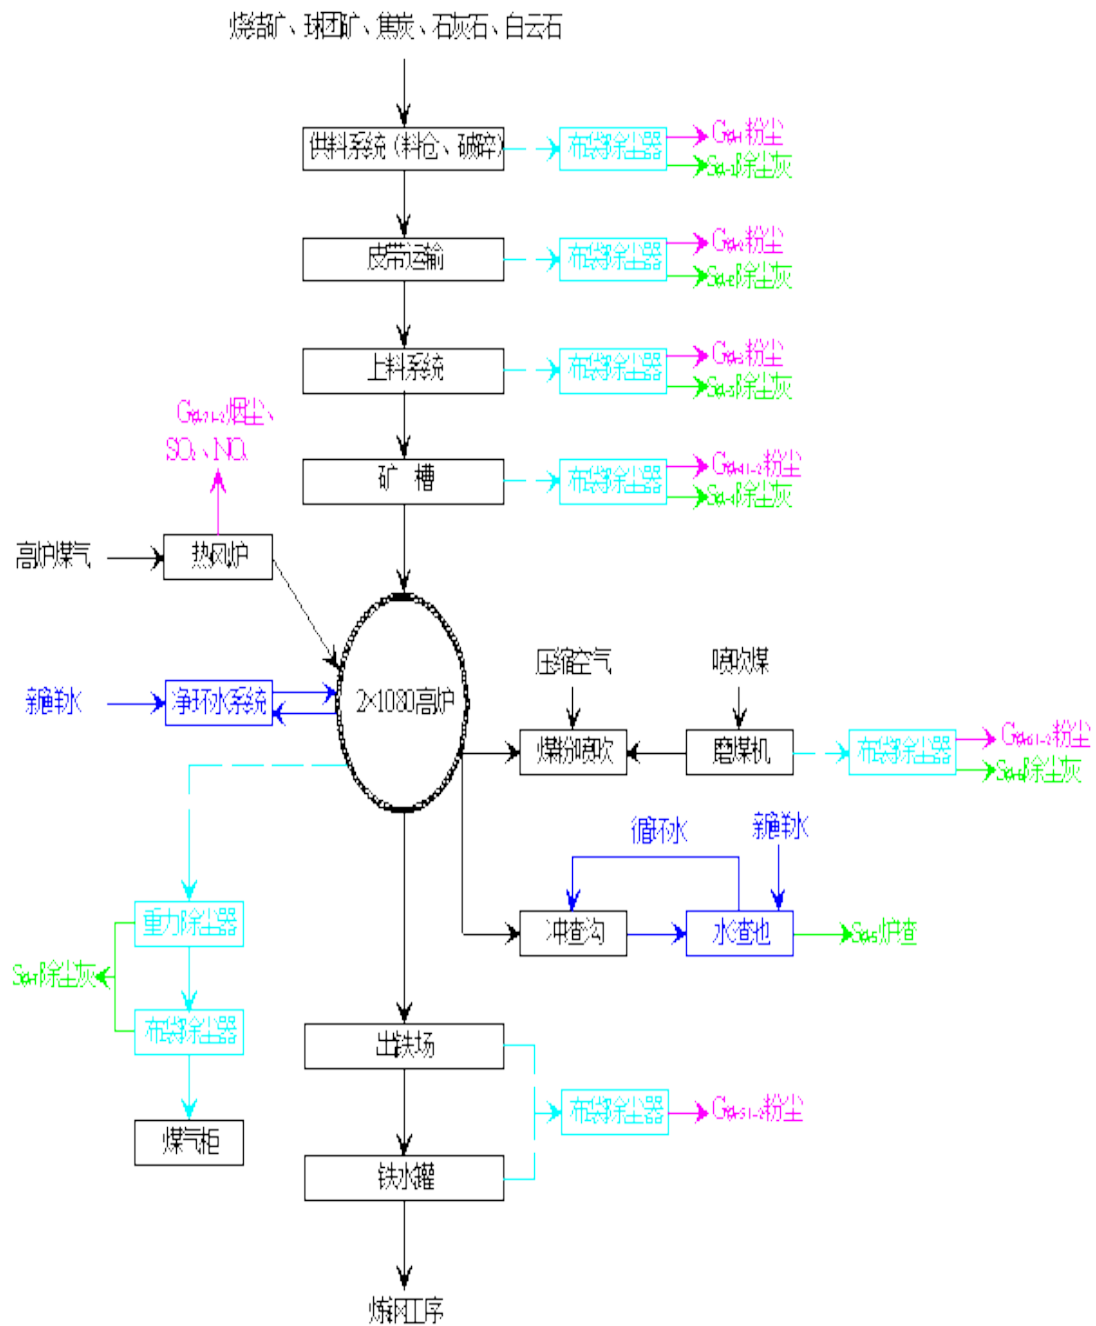 烧结矿、球团矿、焦炭、石灰石、白云石
供料系统（料仓、破碎）
布袋除尘器
粉尘
除尘灰
皮带运输
布袋除尘器
粉尘
除尘灰
上料系统
布袋除尘器
粉尘
除尘灰
烟尘、
SO₂、NOₓ
矿 槽
布袋除尘器
粉尘
除尘灰
高炉煤气
热风炉
压缩空气
喷吹煤
新鲜水
净环水系统
2×1080高炉
煤粉喷吹
磨煤机
布袋除尘器
粉尘
除尘灰
循环水
新鲜水
重力除尘器
冲渣沟
水渣池
炉渣
除尘灰
布袋除尘器
出铁场
布袋除尘器
粉尘
煤气柜
铁水罐
炼钢工序